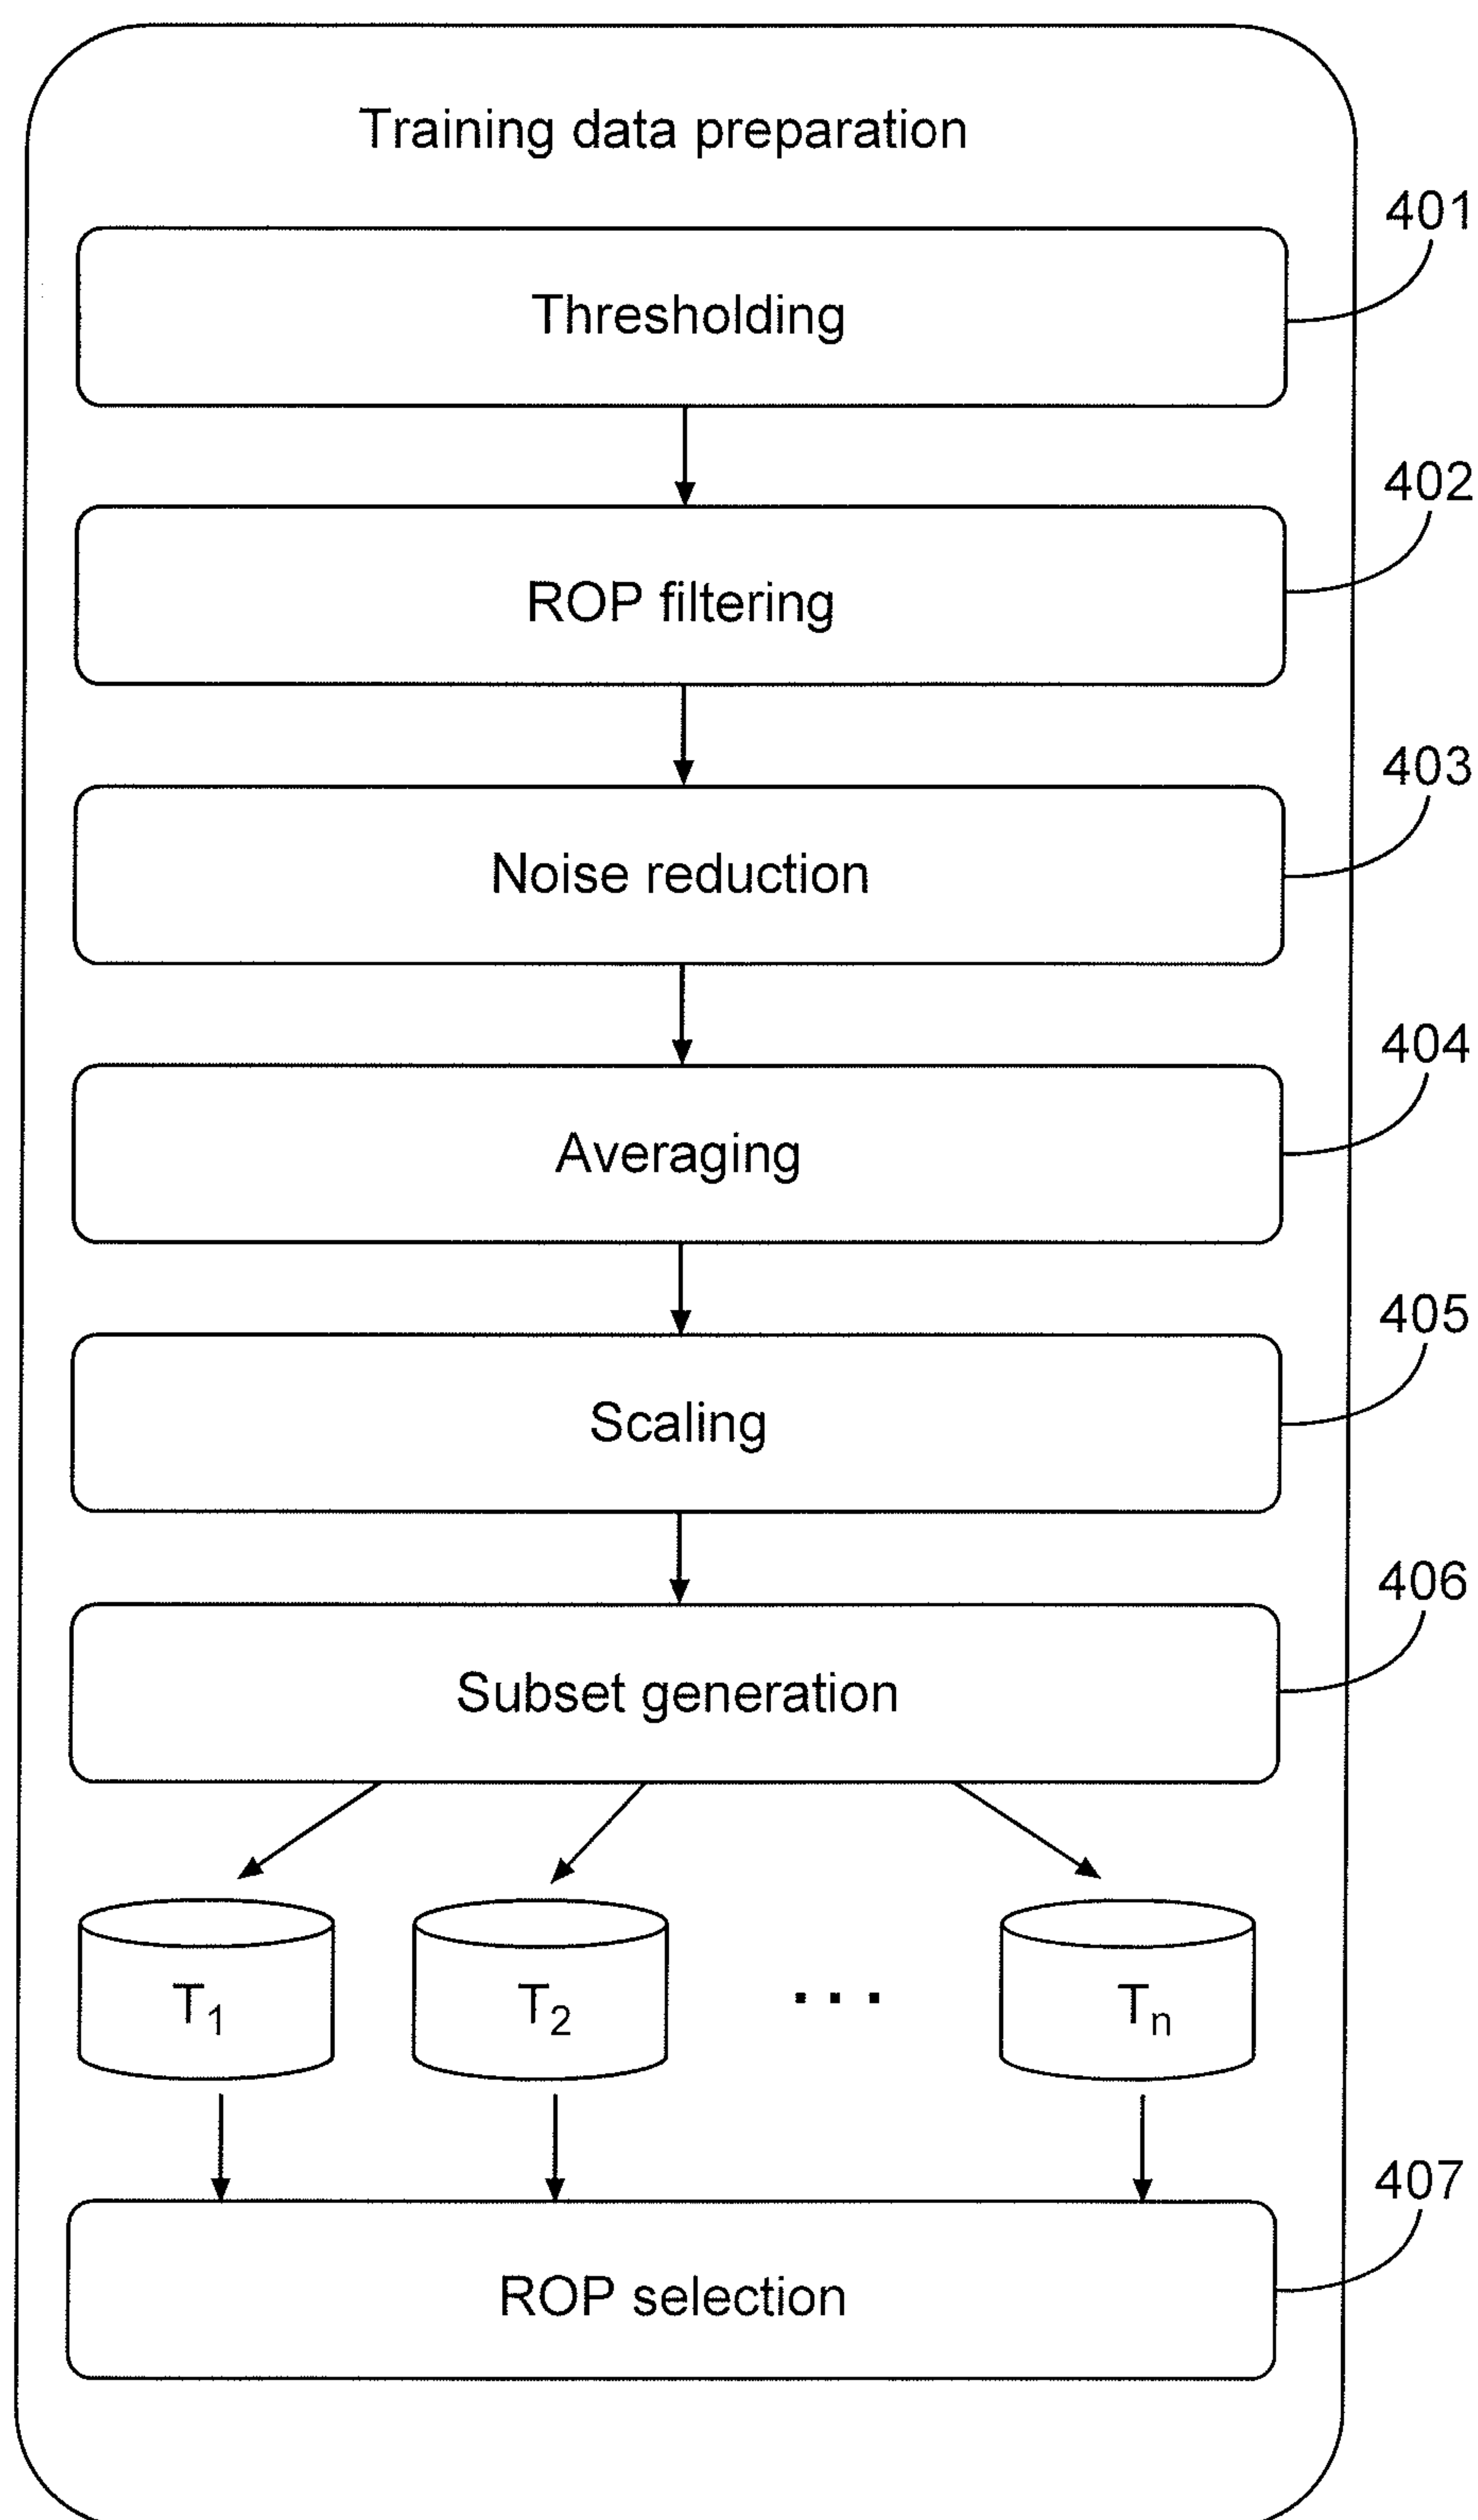 Training data preparation
401
Thresholding
402
ROP filtering
403
Noise reduction
404
Averaging
405
Scaling
406
Subset generation
T1 T2 ... Tn
407
ROP selection